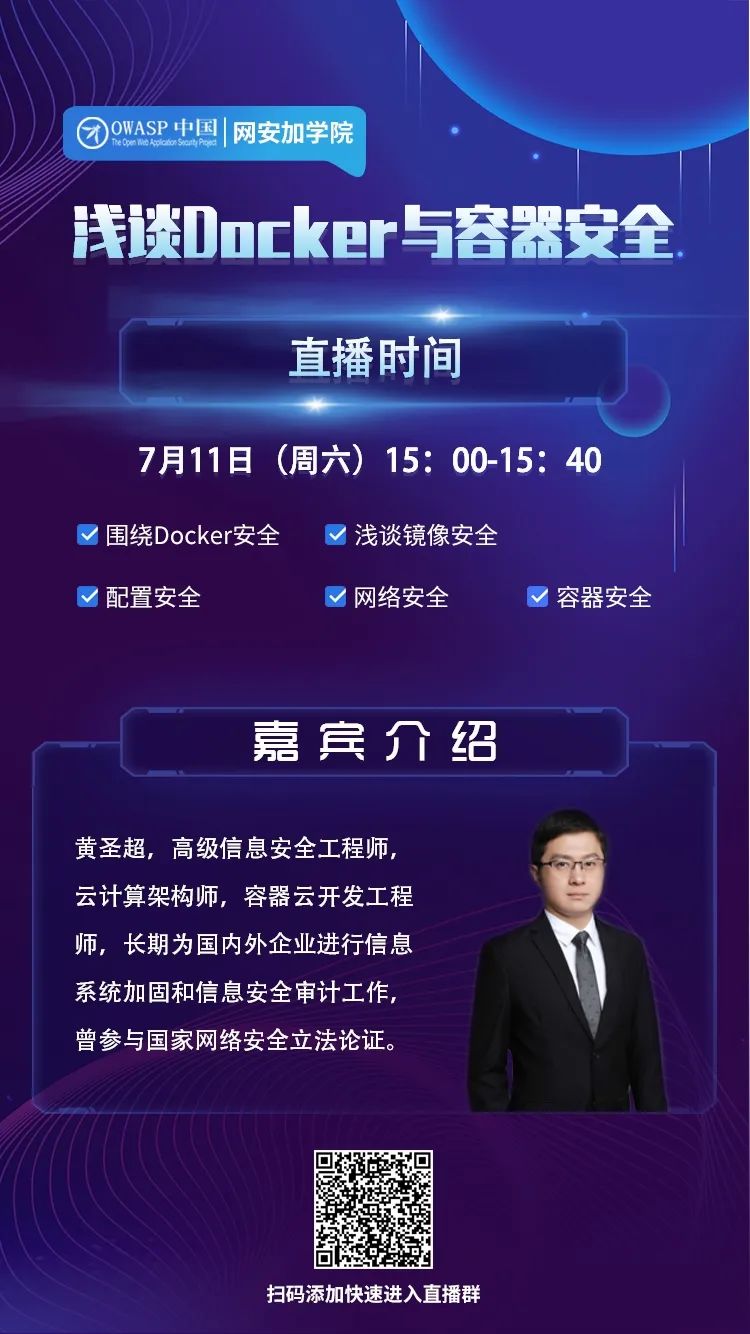 OWASP 中国 网安加学院
The Open Web Application Security Project
浅谈Docker与容器安全
直播时间
7月11日（周六）15：00-15：40
围绕Docker安全 浅谈镜像安全
配置安全 网络安全 容器安全
嘉宾介绍
黄圣超，高级信息安全工程师，
云计算架构师，容器云开发工程
师，长期为国内外企业进行信息
系统加固和信息安全审计工作，
曾参与国家网络安全立法论证。
扫码添加快速进入直播群